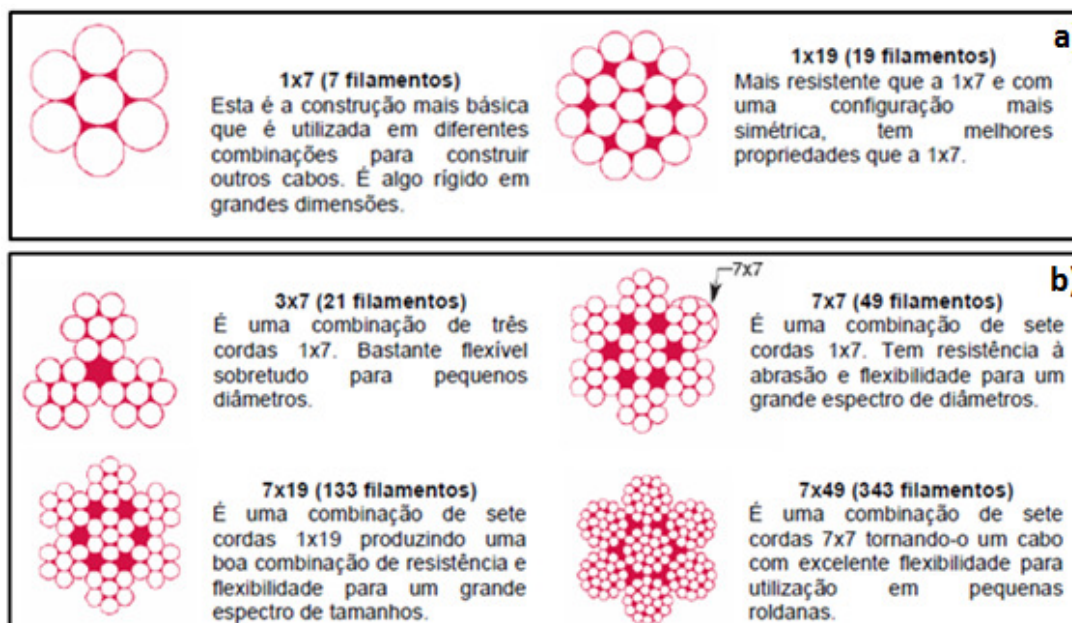 a
1x7 (7 filamentos)
Esta é a construção mais básica
que é utilizada em diferentes
combinações para construir
outros cabos. É algo rígido em
grandes dimensões.
1x19 (19 filamentos)
Mais resistente que a 1x7 e com
uma configuração mais
simétrica, tem melhores
propriedades que a 1x7.
b)
3x7 (21 filamentos)
É uma combinação de três
cordas 1x7. Bastante flexível
sobretudo para pequenos
diâmetros.
7x7
7x7 (49 filamentos)
É uma combinação de sete
cordas 1x7. Tem resistência à
abrasão e flexibilidade para um
grande espectro de diâmetros.
7x19 (133 filamentos)
É uma combinação de sete
cordas 1x19 produzindo uma
boa combinação de resistência e
flexibilidade para um grande
espectro de tamanhos.
7x49 (343 filamentos)
É uma combinação de sete
cordas 7x7 tornando-o um cabo
com excelente flexibilidade para
utilização em pequenas
roldanas.